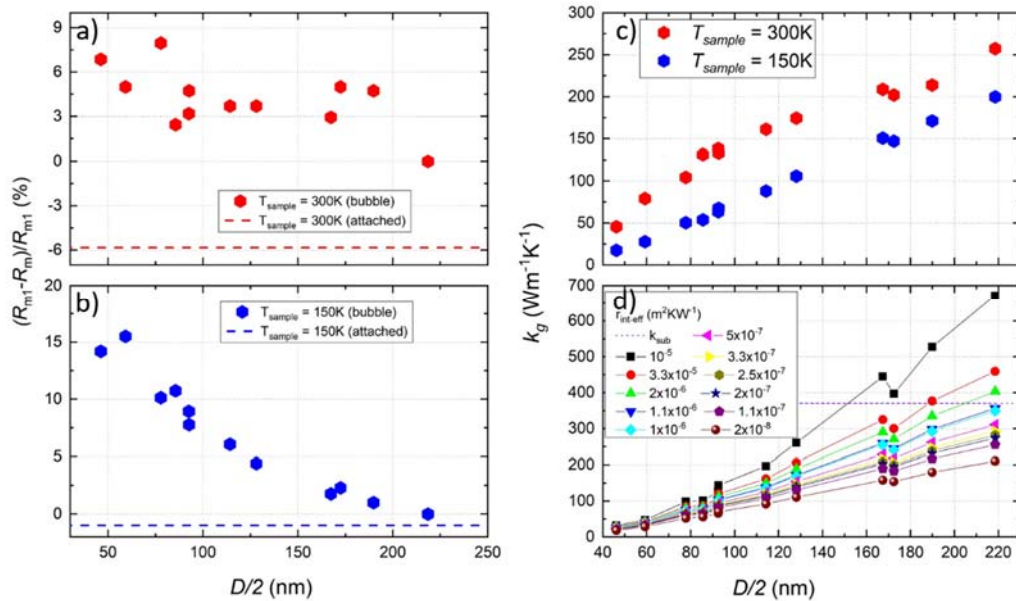 a)
9
6
3
0
-3
-6
T_sample = 300K (bubble)
T_sample = 300K (attached)
(R_m1-R_m)/R_m1 (%)
b)
20
15
10
5
0
T_sample = 150K (bubble)
T_sample = 150K (attached)
50 100 150 200 250
D/2 (nm)
c)
300
250
200
150
100
50
0
T_sample = 300K
T_sample = 150K
k_g (Wm⁻¹K⁻¹)
d)
700
600
500
400
300
200
100
0
r_int-eff (m²KW⁻¹)
k_sub 5x10⁻⁷
10⁻⁵ 3.3x10⁻⁷
3.3x10⁻⁵ 2.5x10⁻⁷
2x10⁻⁶ 2x10⁻⁷
1.1x10⁻⁶ 1.1x10⁻⁷
1x10⁻⁶ 2x10⁻⁸
40 60 80 100 120 140 160 180 200 220
D/2 (nm)